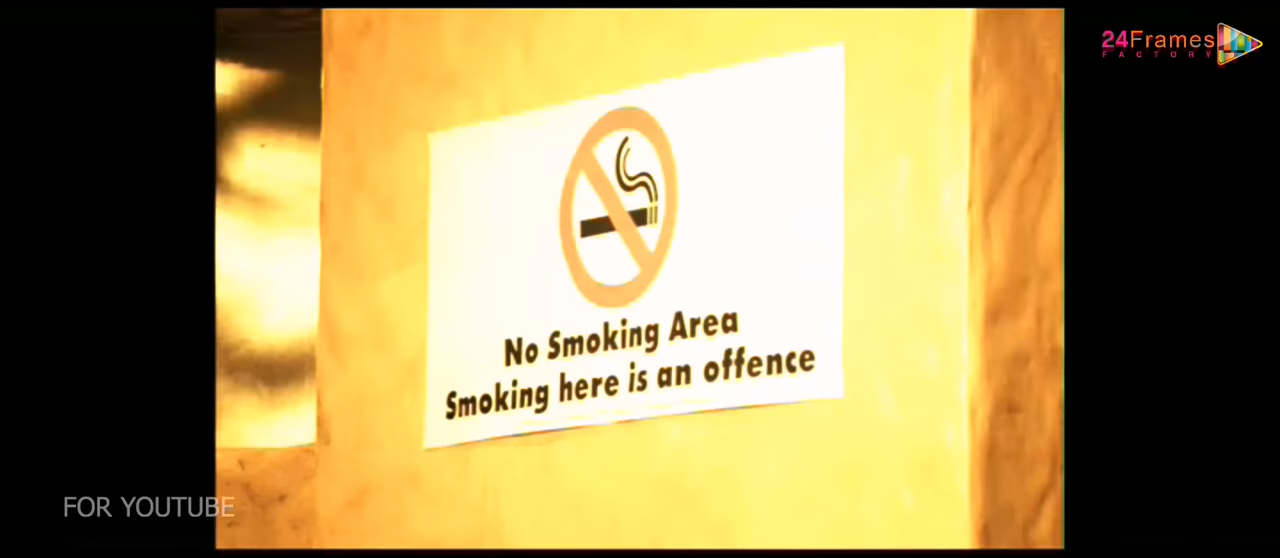 24Frames
FACTORY
No Smoking Area
Smoking here is an offence
FOR YOUTUBE